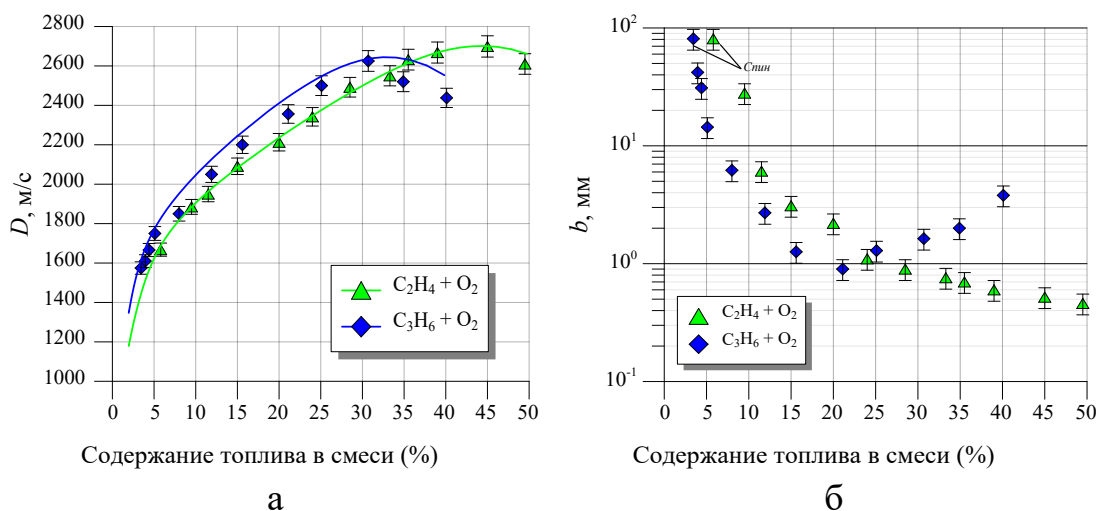 2800
2600
2400
2200
2000
1800
1600
1400
1200
1000
D, м/с
0 5 10 15 20 25 30 35 40 45 50
C2H4 + O2
C3H6 + O2
Содержание топлива в смеси (%)
а
10^2
10^1
10^0
10^-1
b, мм
Спин
C2H4 + O2
C3H6 + O2
0 5 10 15 20 25 30 35 40 45 50
Содержание топлива в смеси (%)
б